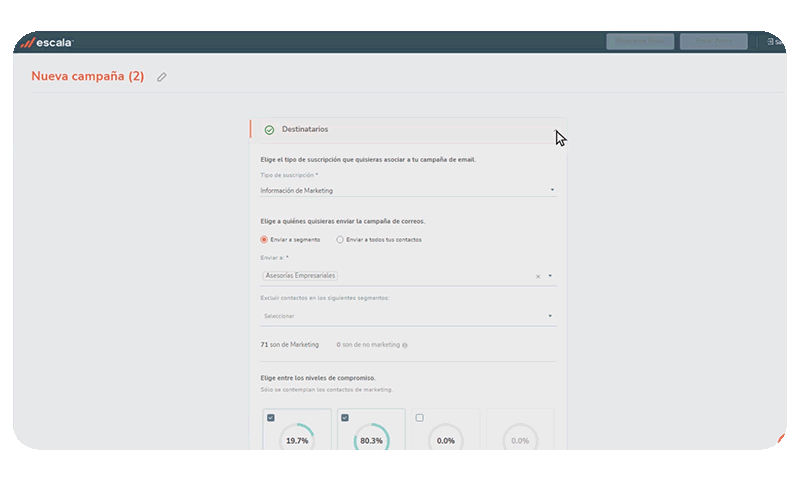 escala
Nueva campaña (2)
Destinatarios
Elige el tipo de suscripción que quisieras asociar a tu campaña de email.
Tipo de suscripción *
Información de Marketing
Elige a quiénes quisieras enviar la campaña de correos.
Enviar a segmento
Enviar a todos tus contactos
Enviar a: *
Asesorías Empresariales
Excluir contactos en los siguientes segmentos:
Seleccionar
71 son de Marketing
0 son de no marketing
Elige entre los niveles de compromiso.
Sólo se contemplan los contactos de marketing.
19.7%
80.3%
0.0%
0.0%